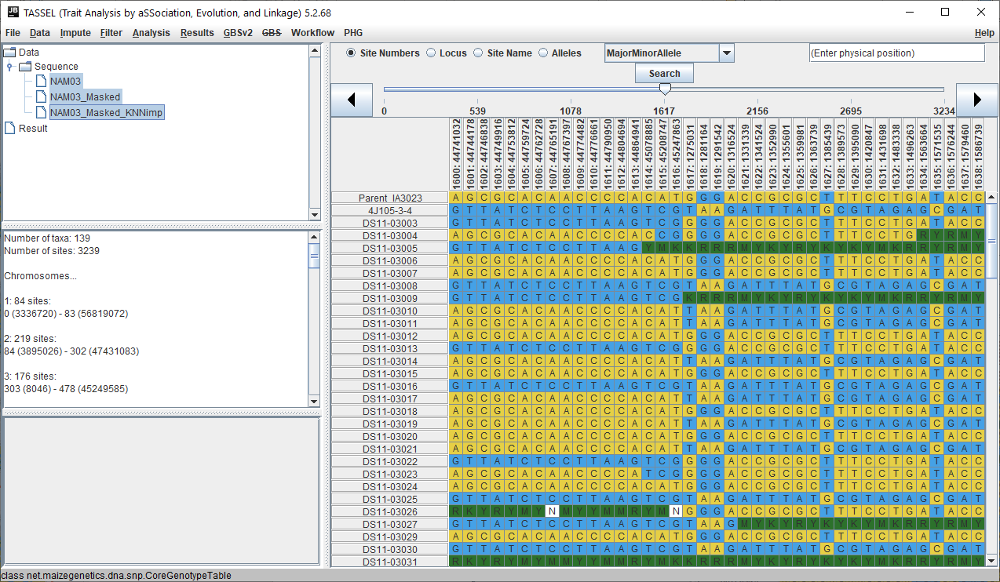 TASSEL (Trait Analysis by aSSociation, Evolution, and Linkage) 5.2.68
File Data Impute Filter Analysis Results GBSv2 GBS Workflow PHG Help
Data
Sequence
NAM03
NAM03_Masked
NAM03_Masked_KNNimp
Result
Number of taxa: 139
Number of sites: 3239
Chromosomes...
1: 84 sites:
0 (3336720) - 83 (56819072)
2: 219 sites:
84 (3895026) - 302 (47431083)
3: 176 sites:
303 (8046) - 478 (45249585)
Site Numbers Locus Site Name Alleles MajorMinorAllele (Enter physical position)
Search
0 539 1078 1617 2156 2695 3234
1600: 44741032
1601: 44744178
1602: 44746838
1603: 44749916
1604: 44753812
1605: 44759724
1606: 44762728
1607: 44765191
1608: 44767397
1609: 44774482
1610: 44776661
1611: 44790950
1612: 44804694
1613: 44864941
1614: 45078885
1615: 45208747
1616: 45247863
1617: 1275031
1618: 1281164
1619: 1291542
1620: 1316524
1621: 1331339
1622: 1341524
1623: 1352990
1624: 1355601
1625: 1359981
1626: 1363739
1627: 1385439
1628: 1389573
1629: 1395090
1630: 1420847
1631: 1431698
1632: 1483338
1633: 1496263
1634: 1563664
1635: 1571535
1636: 1576244
1637: 1579460
1638: 1586739
Parent IA3023 A G C G C A C A A C C C C A C A T G G G A C C G C G C T T T C C T G A T A C C
4J105-3-4 G T T A T C T C C T T A A G T C G T A A G A T T T A T G C G T A G A G C G A T
DS11-03003 G T T A T C T C C T T A A G T C G G G G A C C G C G C T T T C C T G A T A C C
DS11-03004 A G C G C A C A A C C C C A C C G G G G A C C G C G C T T T C C T G R Y R M Y
DS11-03005 G T T A T C T C C T T A A G Y M K K R R R M Y K Y R Y K Y K Y M K R R Y R M Y
DS11-03006 A G C G C A C A A C C C C A C A T G G G A C C G C G C T T T C C T G A T A C C
DS11-03007 A G C G C A C A A C C C C A C A T G G G A C C G C G C T T T C C T G A T A C C
DS11-03008 G T T A T C T C C T T A A G T C G T A A G A T T T A T G C G T A G A G C G A T
DS11-03009 G T T A T C T C C T T A A G T C G K R R R M Y K Y R Y K Y K Y M K R R Y R M Y
DS11-03010 A G C G C A C A A C C C C A C A T T A A G A T T T A T G C G T A G A G C G A T
DS11-03011 A G C G C A C A A C C C C A C A T T A A G A T T T A T G C G T A G A G C G A T
DS11-03012 A G C G C A C A A C C C C A C A T G G G A C C G C G C T T T C C T G A T A C C
DS11-03013 G T T A T C T C C T T A A G T C G G G G A C C G C G C T T T C C T G A T A C C
DS11-03014 A G C G C A C A A C C C C A C A T T A A G A T T T A T G C G T A G A G C G A T
DS11-03015 A G C G C A C A A C C C C A C A T G G G A C C G C G C T T T C C T G A T A C C
DS11-03016 G T T A T C T C C T T A A G T C G T A A G A T T T A T G C G T A G A G C G A T
DS11-03017 A G C G C A C A A C C C C A C A T T A A G A T T T A T G C G T A G A G C G A T
DS11-03018 A G C G C A C A A C C C C A C A T G G G A C C G C G C T T T C C T G A T A C C
DS11-03019 A G C G C A C A A C C C C A C A T T A A G A T T T A T G C G T A G A G C G A T
DS11-03020 A G C G C A C A A C C C C A C A T G G G A C C G C G C T T T C C T G A T A C C
DS11-03021 A G C G C A C A A C C C C A C A T T A A G A T T T A T G C G T A G A G C G A T
DS11-03022 G T T A T C T C C T T A A G T C G G G G A C C G C G C T T T C C T G A T A C C
DS11-03023 A G C G C A C A A C C C C A T C G G G G A C C G C G C T T T C C T G A T A C C
DS11-03024 A G C G C A C A A C C C C A C A T G G G A C C G C G C T T T C C T G A T A C C
DS11-03025 G T T A T C T C C T T A A G T C G T A A G A T T T A T G C G T A G A G C G A T
DS11-03026 R K Y R Y M Y N M Y Y M M R Y M N G G G A C C G C G C T T T C C T G A T A C C
DS11-03027 G T T A T C T C C T T A A G T C G T A A G M Y K Y R Y K Y K Y M K R R Y R M Y
DS11-03029 A G C G C A C A A C C C C A C A T G G G A C C G C G C T T T C C T G A T A C C
DS11-03030 G T T A T C T C C T T A A G T C G T A A G A T T T A T G C G T A G A G C G A T
DS11-03031 R K Y R Y M Y M M Y Y M M R Y M K K R R R M Y K Y R Y K Y K Y M K R R Y R M Y
class net.maizegenetics.dna.snp.CoreGenotypeTable